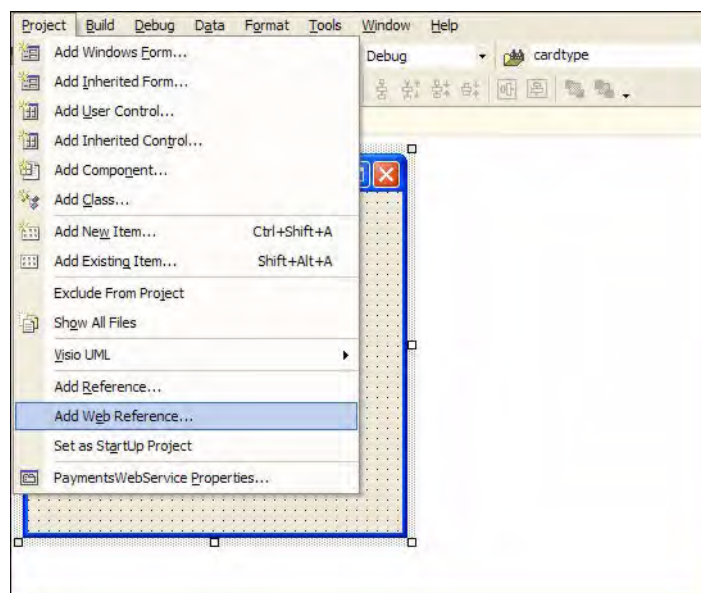 Project Build Debug Data Format Tools Window Help
Add Windows Form...
Debug
cardtype
Add Inherited Form...
Add User Control...
Add Inherited Control...
Add Component...
Add Class...
Add New Item... Ctrl+Shift+A
Add Existing Item... Shift+Alt+A
Exclude From Project
Show All Files
Visio UML
Add Reference...
Add Web Reference...
Set as StartUp Project
PaymentsWebService Properties...